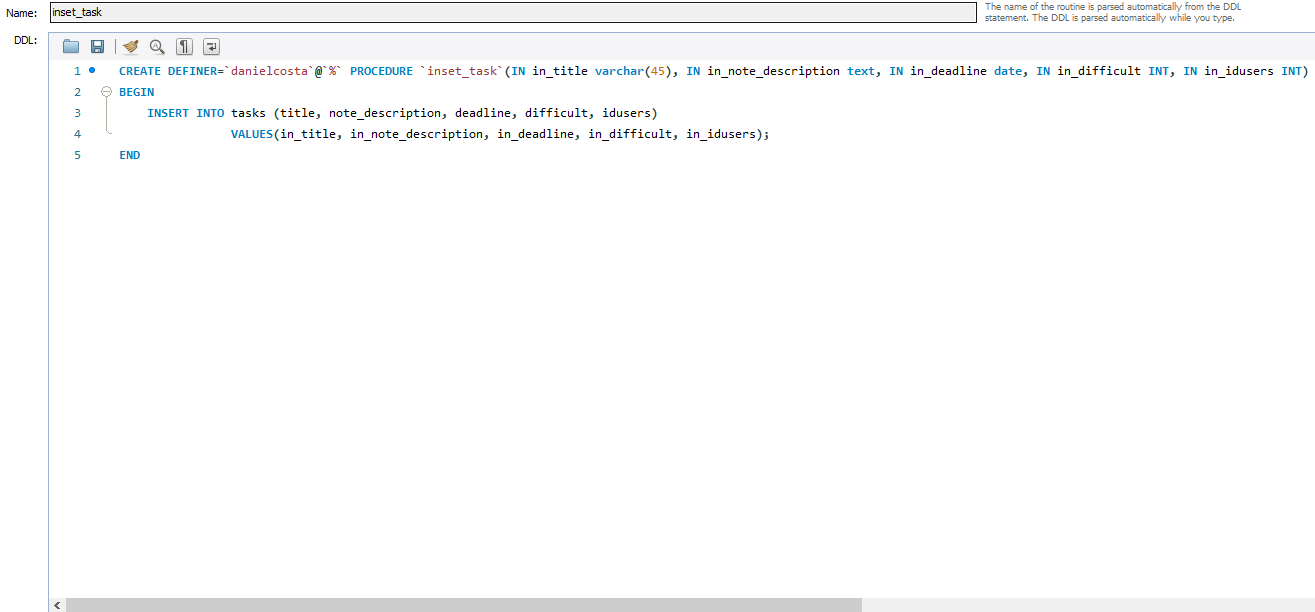 Name: inset_task
The name of the routine is parsed automatically from the DDL
statement. The DDL is parsed automatically while you type.
DDL:
1 CREATE DEFINER=`danielcosta`@`%` PROCEDURE `inset_task`(IN in_title varchar(45), IN in_note_description text, IN in_deadline date, IN in_difficult INT, IN in_idusers INT)
2 BEGIN
3 INSERT INTO tasks (title, note_description, deadline, difficult, idusers)
4 VALUES(in_title, in_note_description, in_deadline, in_difficult, in_idusers);
5 END